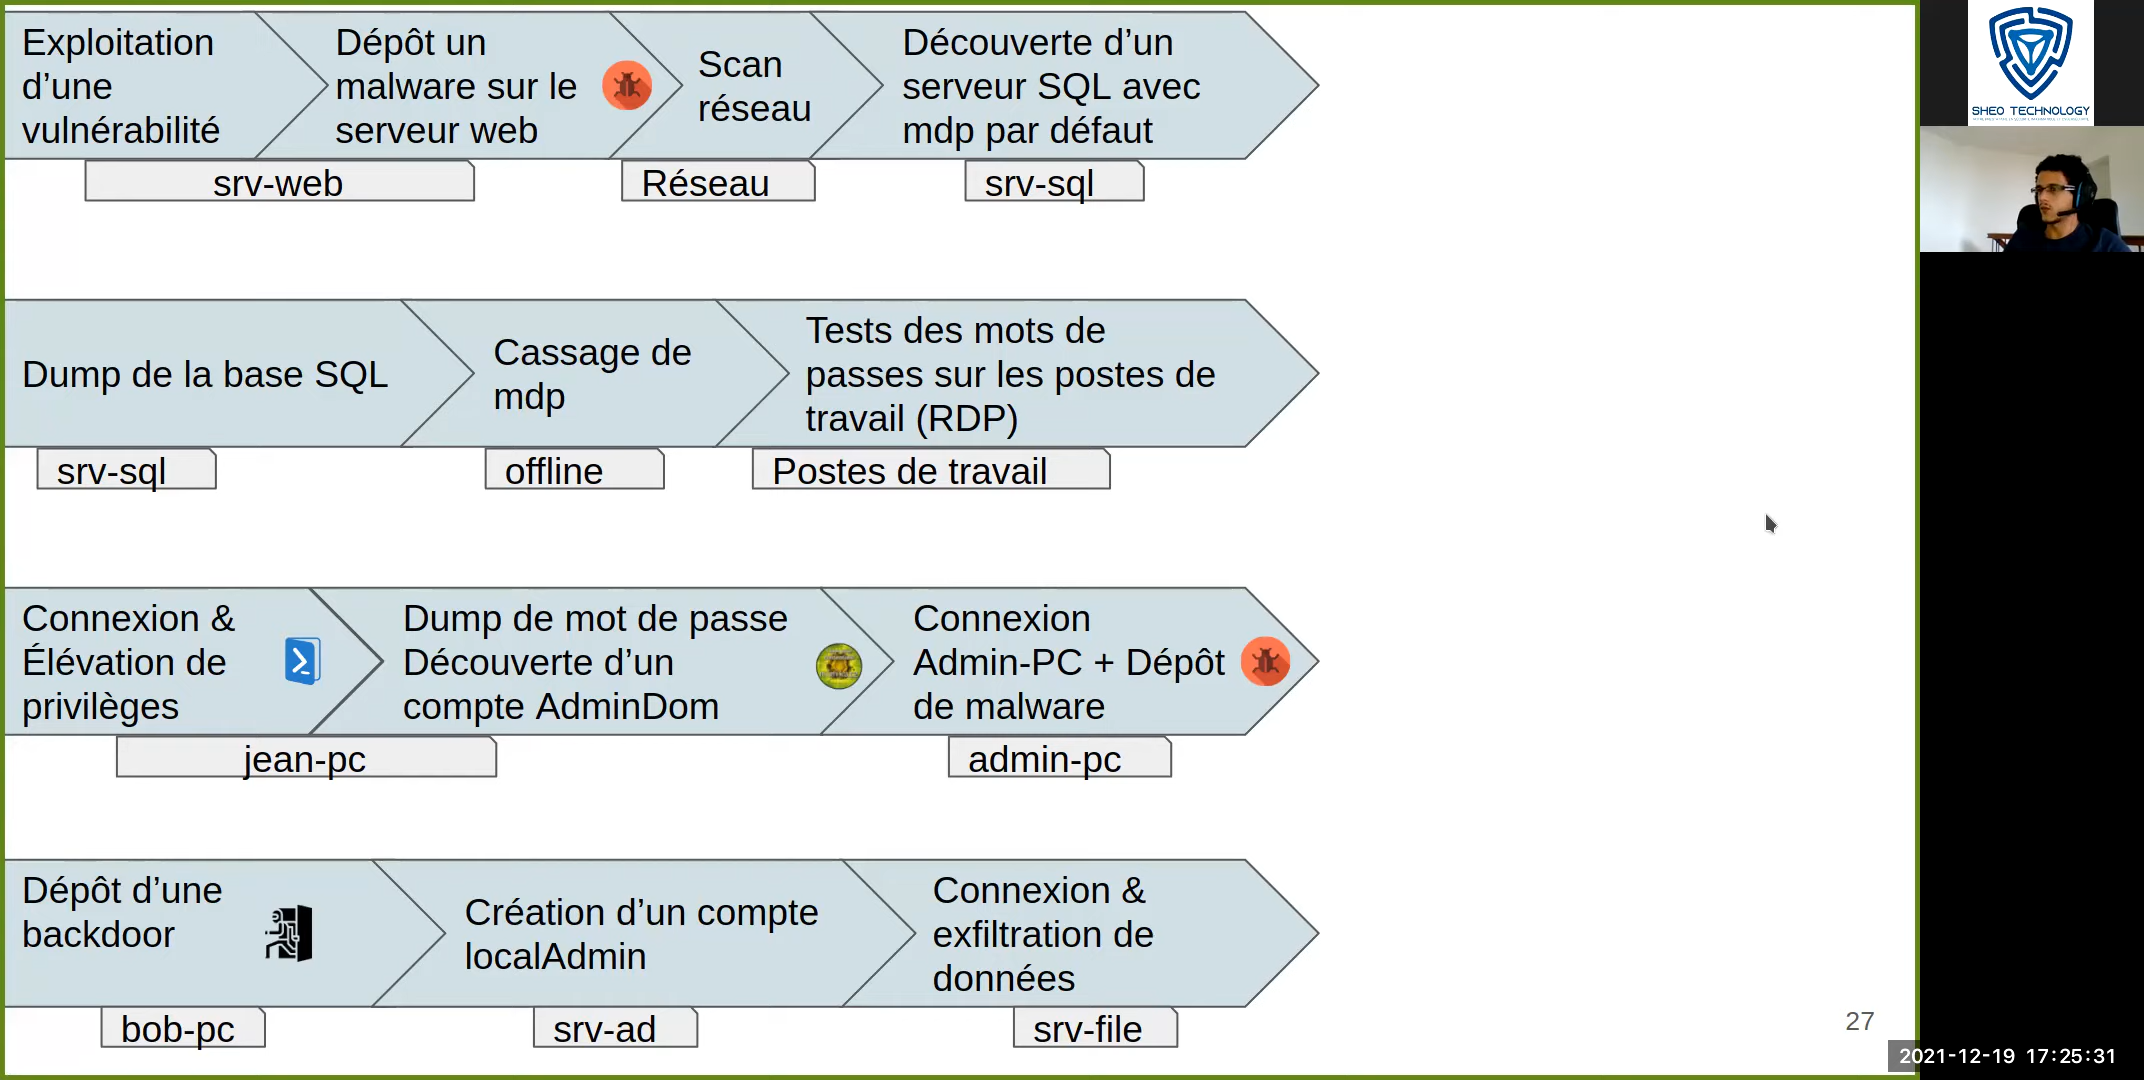 Exploitation
d’une
vulnérabilité
Dépôt un
malware sur le
serveur web
Scan
réseau
Découverte d’un
serveur SQL avec
mdp par défaut
srv-web
Réseau
srv-sql
Dump de la base SQL
Cassage de
mdp
Tests des mots de
passes sur les postes de
travail (RDP)
srv-sql
offline
Postes de travail
Connexion &
Élévation de
privilèges
Dump de mot de passe
Découverte d’un
compte AdminDom
Connexion
Admin-PC + Dépôt
de malware
jean-pc
admin-pc
Dépôt d’une
backdoor
Création d’un compte
localAdmin
Connexion &
exfiltration de
données
bob-pc
srv-ad
srv-file
27
SHEO TECHNOLOGY
2021-12-19 17:25:31